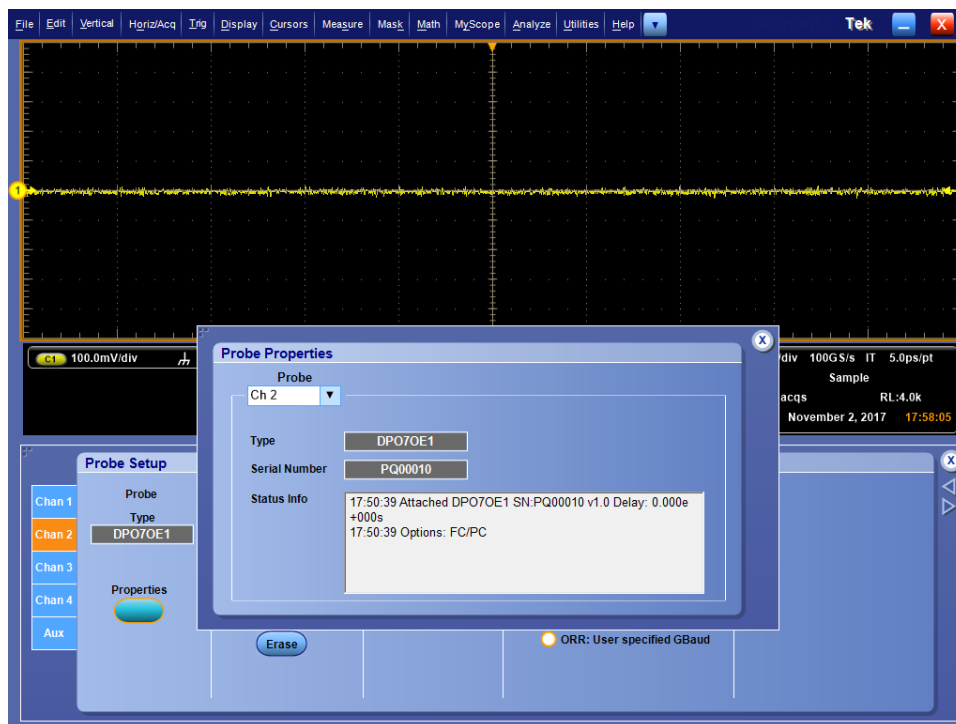 File Edit Vertical Horiz/Acq Trig Display Cursors Measure Mask Math MyScope Analyze Utilities Help Tek X
1
C1 100.0mV/div
/div 100GS/s IT 5.0ps/pt
Sample
acqs RL:4.0k
November 2, 2017 17:58:05
Probe Properties X
Probe
Ch 2
Type DPO7OE1
Serial Number PQ00010
Status Info
17:50:39 Attached DPO7OE1 SN:PQ00010 v1.0 Delay: 0.000e
+000s
17:50:39 Options: FC/PC
Probe Setup X
Chan 1
Chan 2
Chan 3
Chan 4
Aux
Probe
Type
DPO7OE1
Properties
Erase
ORR: User specified GBaud